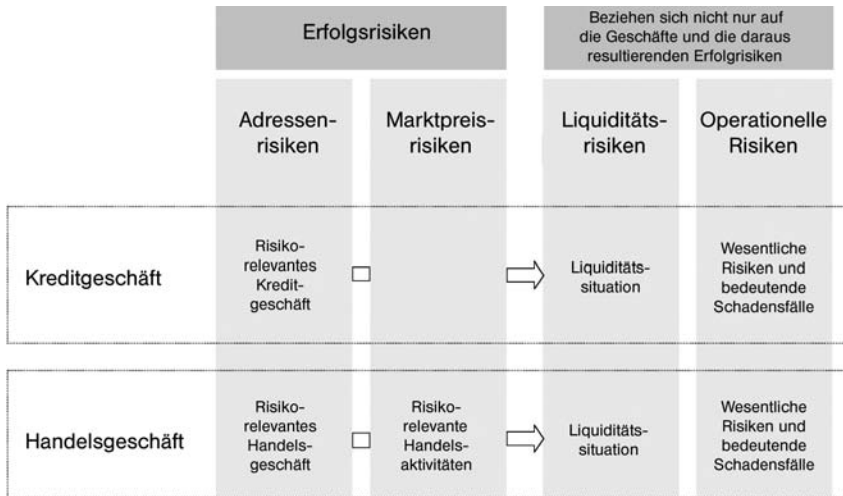 Erfolgsrisiken
Beziehen sich nicht nur auf
die Geschäfte und die daraus
resultierenden Erfolgrisiken
Adressen-
risiken
Marktpreis-
risiken
Liquiditäts-
risiken
Operationelle
Risiken
Kreditgeschäft
Risiko-
relevantes
Kredit-
geschäft
Liquiditäts-
situation
Wesentliche
Risiken und
bedeutende
Schadensfälle
Handelsgeschäft
Risiko-
relevantes
Handels-
geschäft
Risiko-
relevante
Handels-
aktivitäten
Liquiditäts-
situation
Wesentliche
Risiken und
bedeutende
Schadensfälle